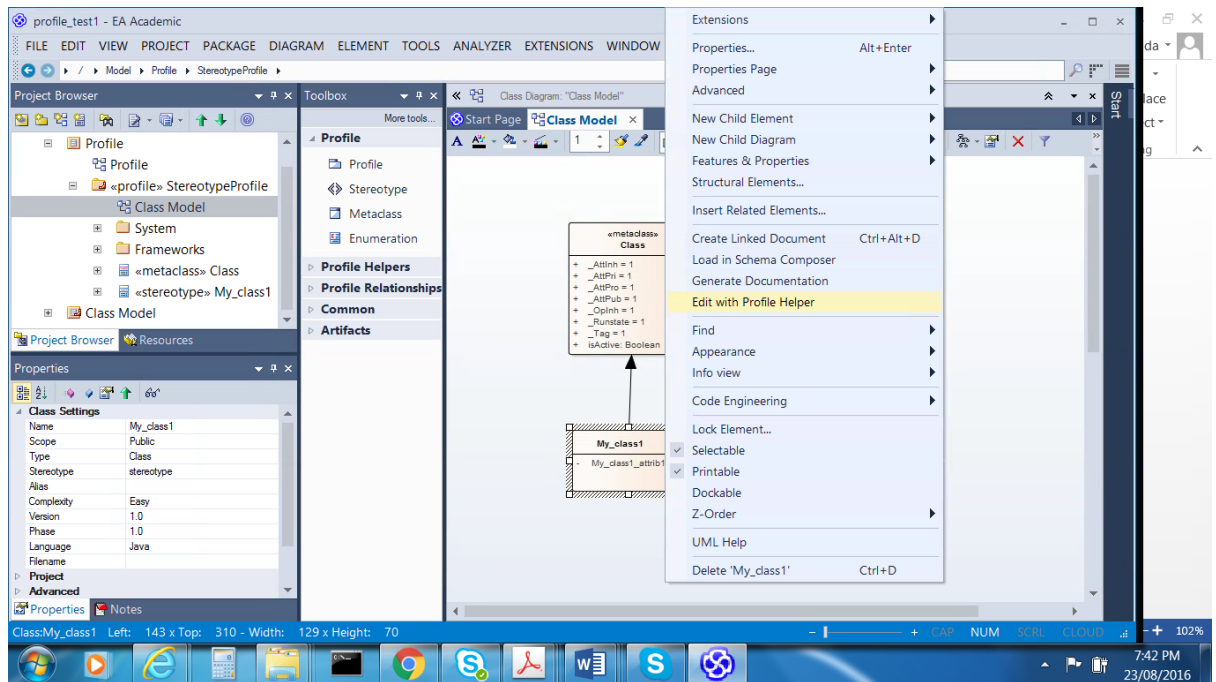 profile_test1 - EA Academic
FILE EDIT VIEW PROJECT PACKAGE DIAGRAM ELEMENT TOOLS ANALYZER EXTENSIONS WINDOW
da
/ Model Profile StereotypeProfile
Project Browser
Toolbox
Class Diagram: "Class Model"
Start
lace
More tools...
Start Page
Class Model
ct
Profile
Profile
«profile» StereotypeProfile
Class Model
System
Frameworks
«metaclass» Class
«stereotype» My_class1
Class Model
Project Browser
Resources
Profile
Profile
Stereotype
Metaclass
Enumeration
Profile Helpers
Profile Relationships
Common
Artifacts
1
«metaclass»
Class
+ _AttInh = 1
+ _AttPri = 1
+ _AttPro = 1
+ _AttPub = 1
+ _OpInh = 1
+ _Runstate = 1
+ _Tag = 1
+ isActive: Boolean
My_class1
- My_class1_attrib1
Extensions
Properties... Alt+Enter
Properties Page
Advanced
New Child Element
New Child Diagram
Features & Properties
Structural Elements...
Insert Related Elements...
Create Linked Document Ctrl+Alt+D
Load in Schema Composer
Generate Documentation
Edit with Profile Helper
Find
Appearance
Info view
Code Engineering
Lock Element...
Selectable
Printable
Dockable
Z-Order
UML Help
Delete 'My_class1' Ctrl+D
Properties
Class Settings
Name My_class1
Scope Public
Type Class
Stereotype stereotype
Alias
Complexity Easy
Version 1.0
Phase 1.0
Language Java
Filename
Project
Advanced
Properties
Notes
Class:My_class1 Left: 143 x Top: 310 - Width: 129 x Height: 70
CAP NUM SCRL CLOUD
102%
7:42 PM
23/08/2016